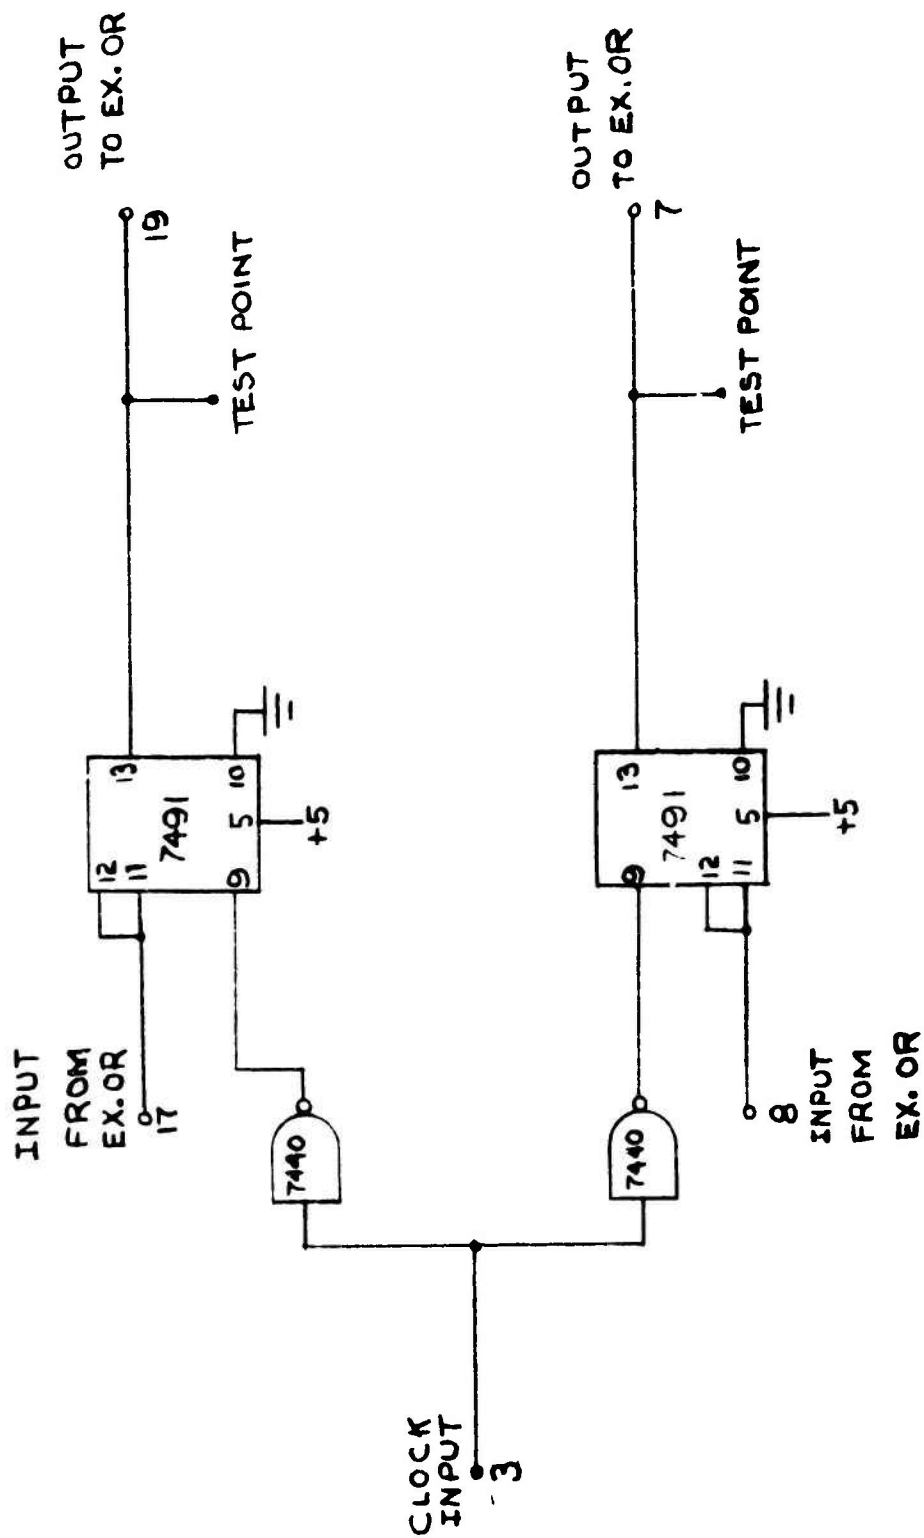 CLOCK
INPUT
3
INPUT
FROM
EX.OR
17
7440
12
11
9
7491
5
13
10
+5
TEST POINT
19
OUTPUT
TO EX.OR
7440
8
INPUT
FROM
EX. OR
9
12
11
7491
5
13
10
+5
TEST POINT
7
OUTPUT
TO EX.OR